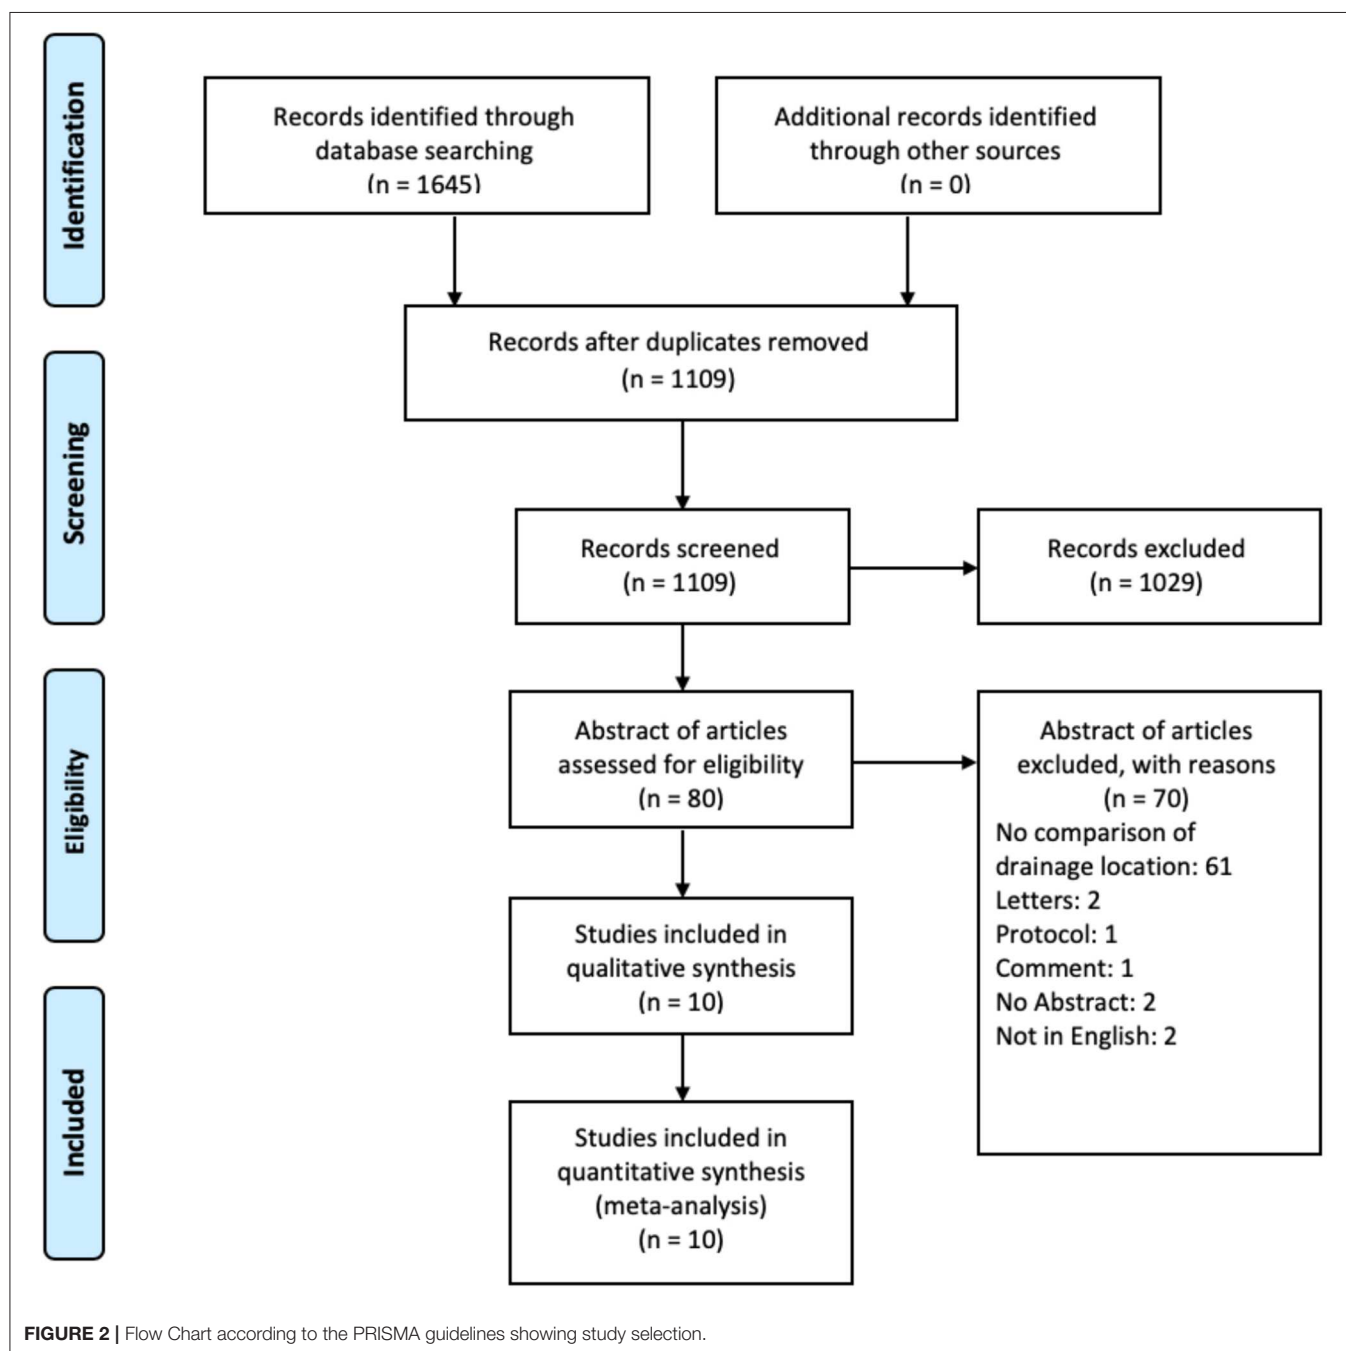 Identification
Records identified through
database searching
(n = 1645)
Additional records identified
through other sources
(n = 0)
Records after duplicates removed
(n = 1109)
Screening
Records screened
(n = 1109)
Records excluded
(n = 1029)
Eligibility
Abstract of articles
assessed for eligibility
(n = 80)
Abstract of articles
excluded, with reasons
(n = 70)
No comparison of
drainage location: 61
Letters: 2
Protocol: 1
Comment: 1
No Abstract: 2
Not in English: 2
Studies included in
qualitative synthesis
(n = 10)
Included
Studies included in
quantitative synthesis
(meta-analysis)
(n = 10)
FIGURE 2 | Flow Chart according to the PRISMA guidelines showing study selection.